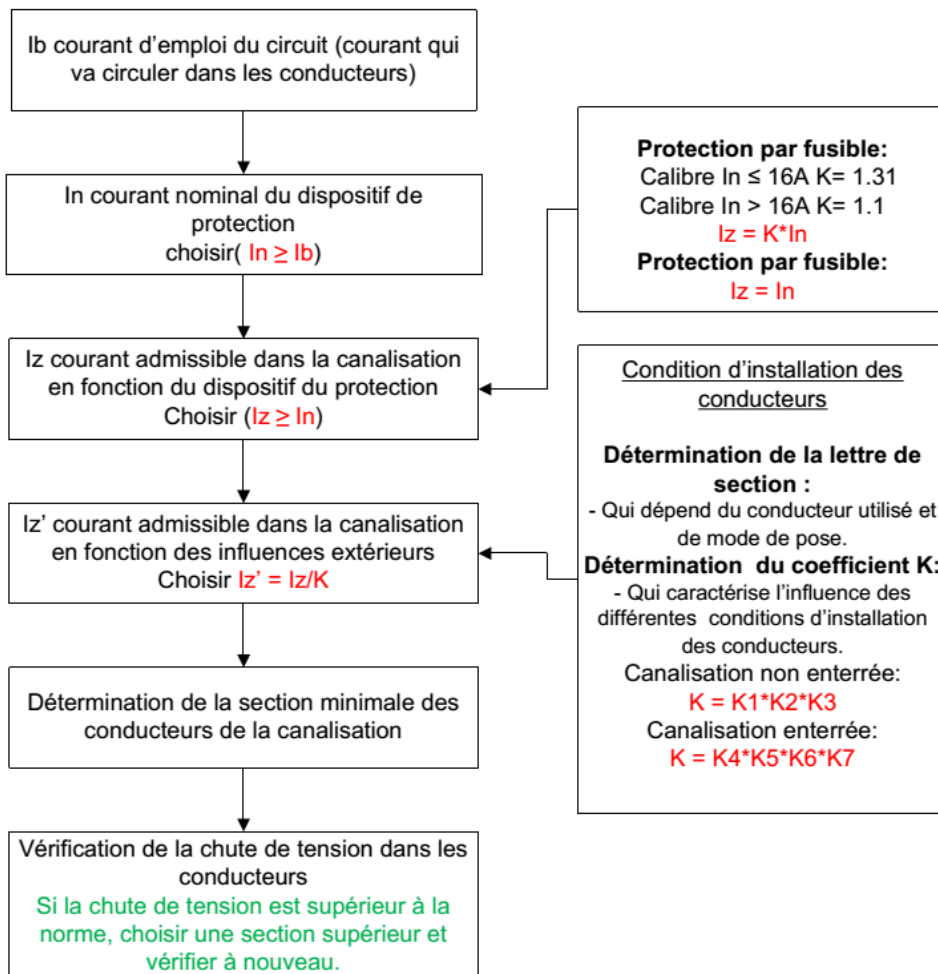 Ib courant d'emploi du circuit (courant qui
va circuler dans les conducteurs)
In courant nominal du dispositif de
protection
choisir( In ≥ Ib)
Iz courant admissible dans la canalisation
en fonction du dispositif du protection
Choisir (Iz ≥ In)
Iz' courant admissible dans la canalisation
en fonction des influences extérieurs
Choisir Iz' = Iz/K
Détermination de la section minimale des
conducteurs de la canalisation
Vérification de la chute de tension dans les
conducteurs
Si la chute de tension est supérieur à la
norme, choisir une section supérieur et
vérifier à nouveau.
Protection par fusible:
Calibre In ≤ 16A K= 1.31
Calibre In > 16A K= 1.1
Iz = K*In
Protection par fusible:
Iz = In
Condition d'installation des
conducteurs
Détermination de la lettre de
section :
- Qui dépend du conducteur utilisé et
de mode de pose.
Détermination du coefficient K:
- Qui caractérise l'influence des
différentes conditions d'installation
des conducteurs.
Canalisation non enterrée:
K = K1*K2*K3
Canalisation enterrée:
K = K4*K5*K6*K7